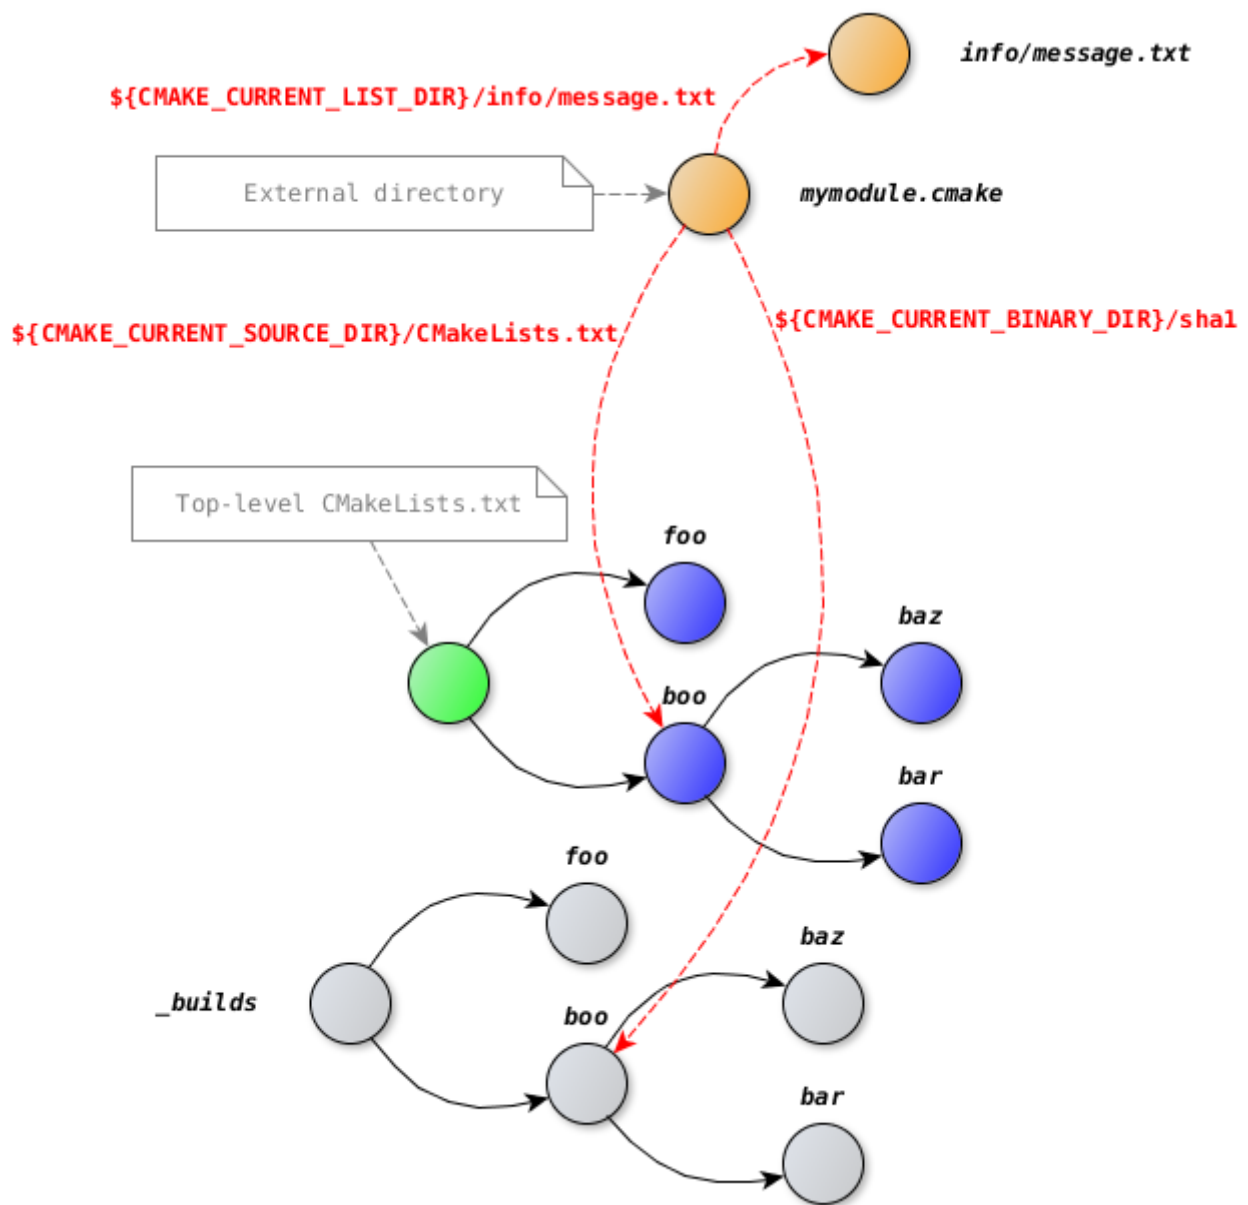 info/message.txt
${CMAKE_CURRENT_LIST_DIR}/info/message.txt
External directory
mymodule.cmake
${CMAKE_CURRENT_SOURCE_DIR}/CMakeLists.txt
${CMAKE_CURRENT_BINARY_DIR}/sha1
Top-level CMakeLists.txt
foo
baz
boo
bar
foo
baz
_builds
boo
bar